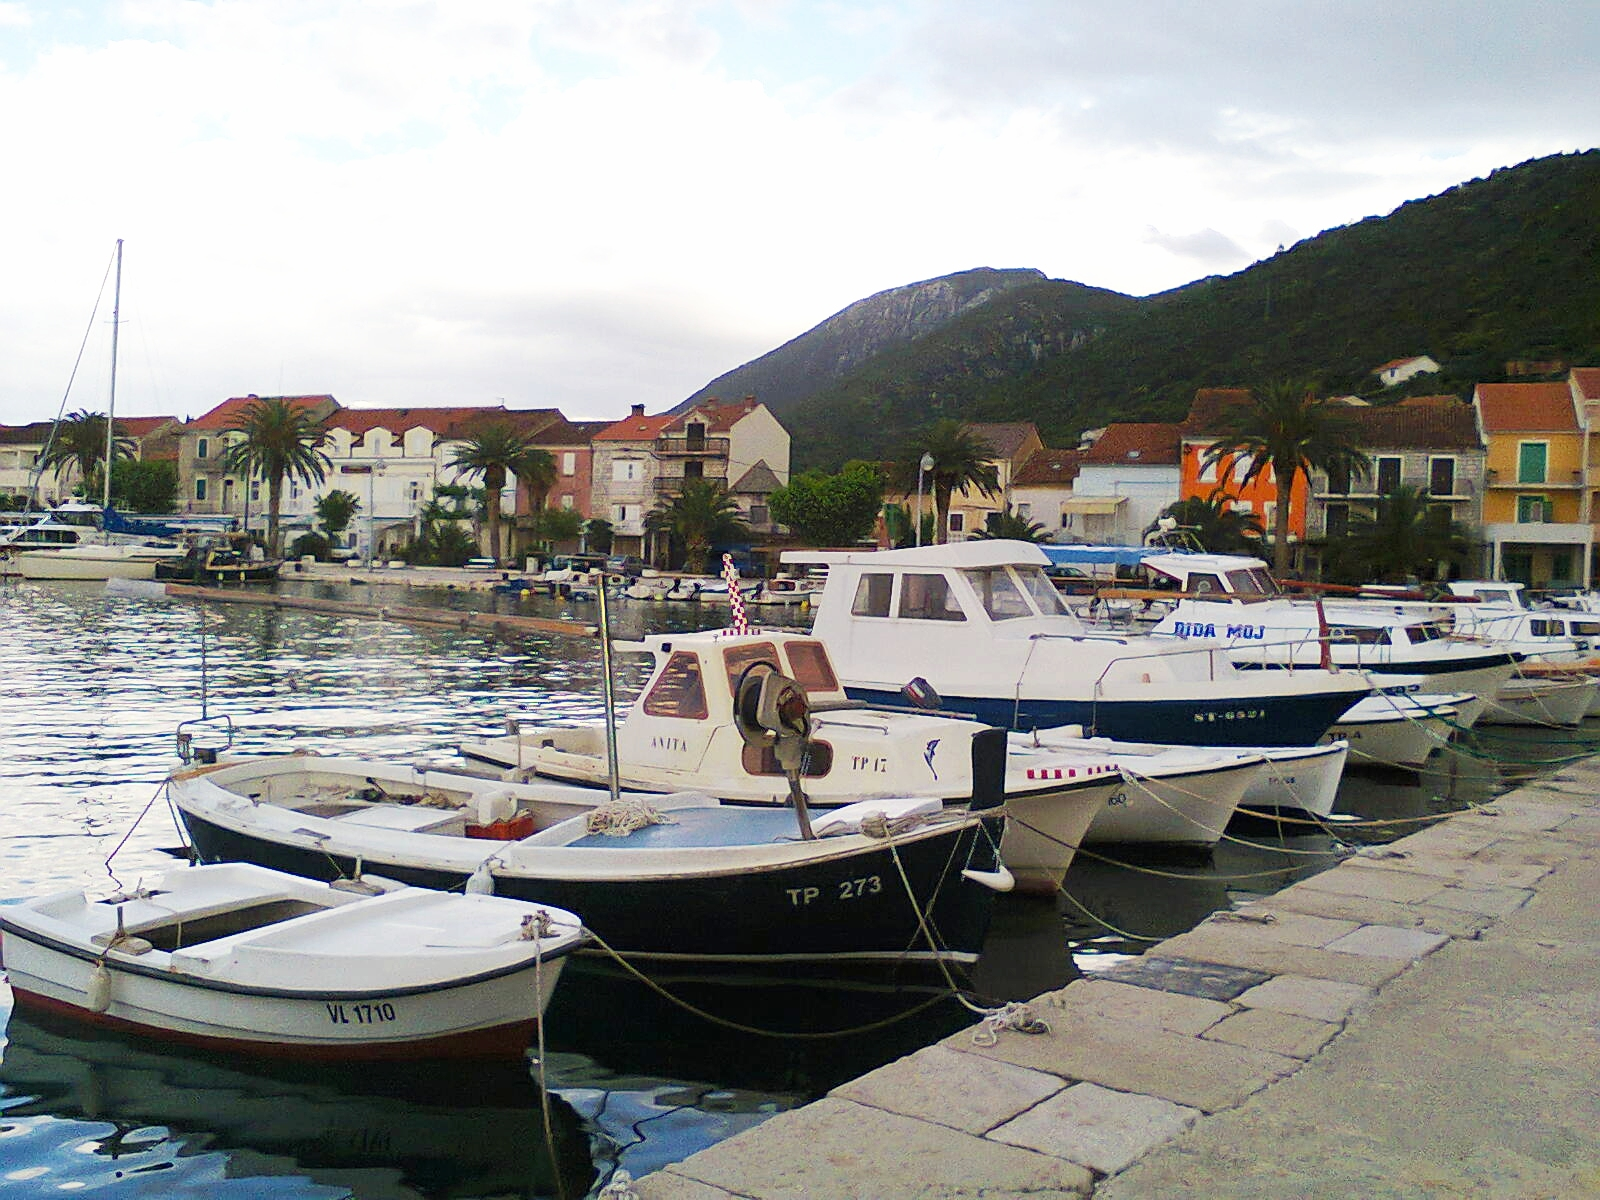 DIDA MOJ
ANITA
TP 17
TP 273
VL 1710